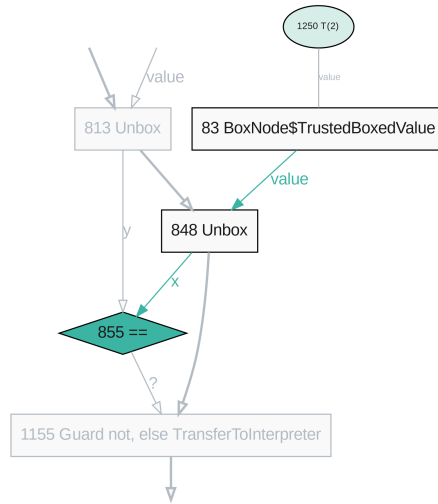 1250 T(2)
value
value
813 Unbox
83 BoxNode$TrustedBoxedValue
value
y
848 Unbox
x
855 ==
?
1155 Guard not, else TransferToInterpreter